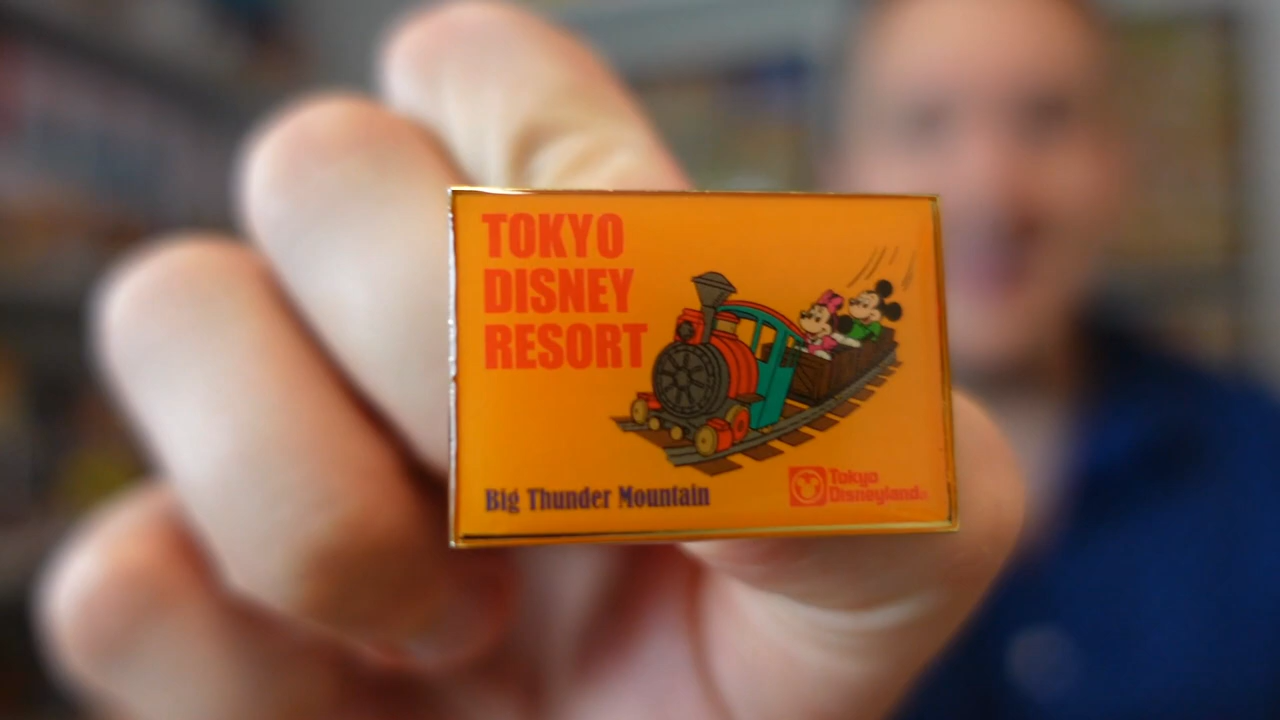 TOKYO
DISNEY
RESORT
Big Thunder Mountain
Tokyo
Disneyland